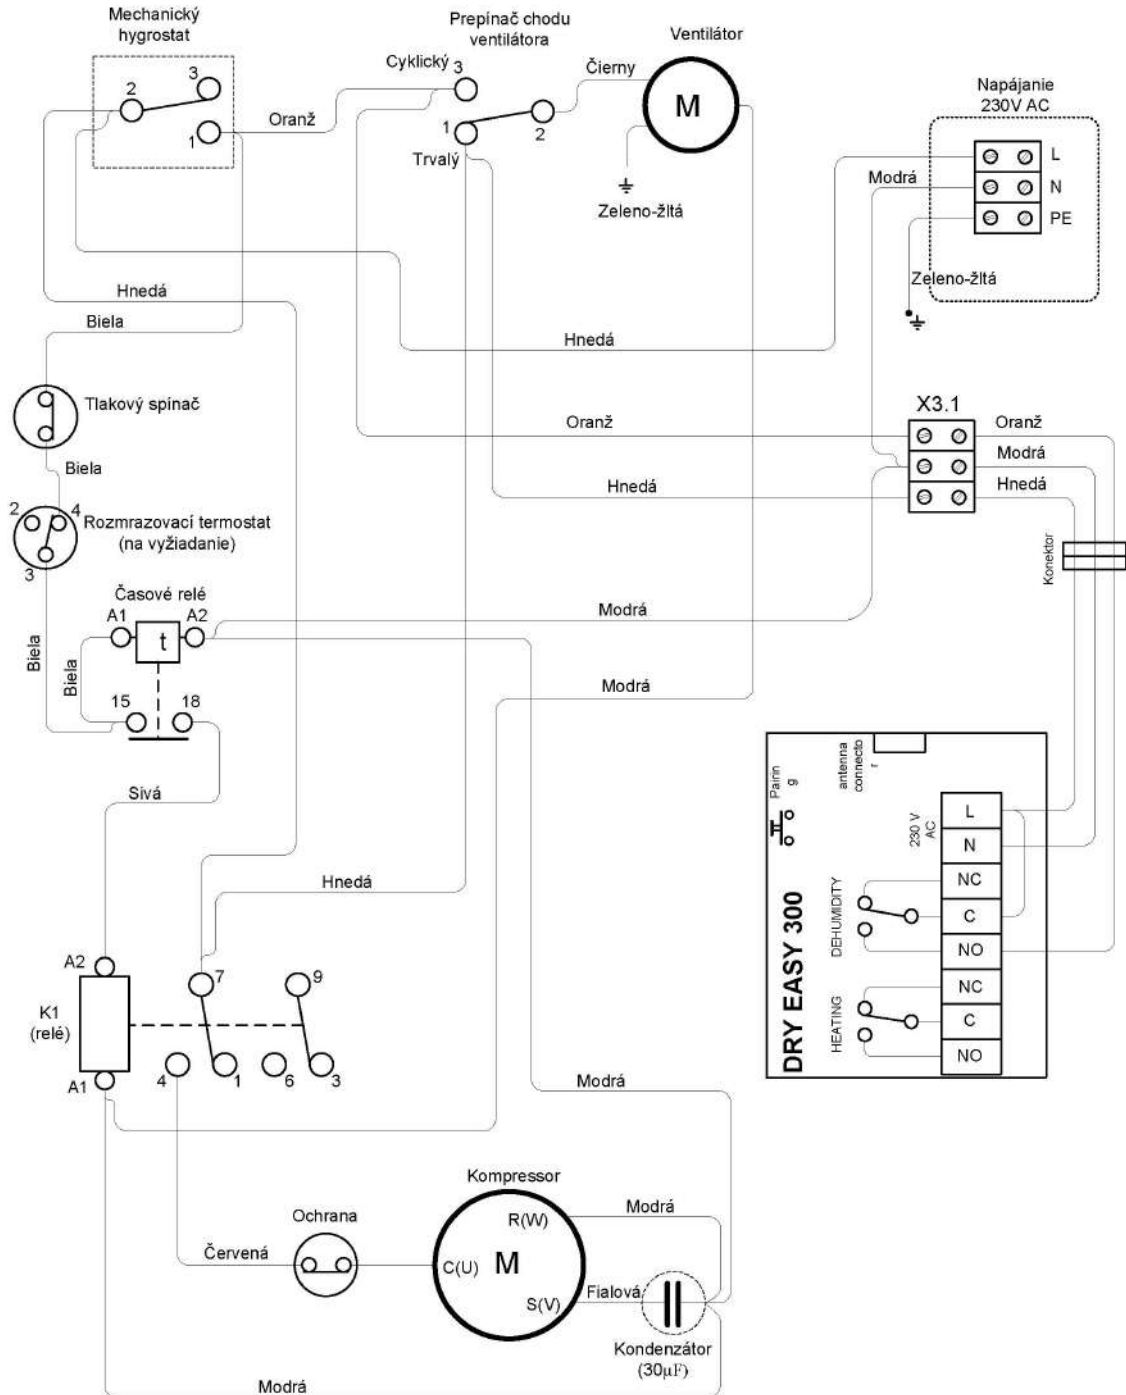 Mechanický
hygrostat
Prepínač chodu
ventilátora
Ventilátor
Napájanie
230V AC
Cyklický
3
Čierny
3
2
1
Oranž
1
2
Trvalý
M
Zeleno-žltá
L
Modrá
N
PE
Zeleno-žltá
Hnedá
Biela
Hnedá
Tlakový spínač
X3.1
Oranž
Oranž
Modrá
Hnedá
Hnedá
Biela
2
4
Rozmrazovací termostat
(na vyžiadanie)
3
Konektor
Časové relé
A1
A2
t
Modrá
Biela
Biela
15
18
Modrá
Sivá
Hnedá
antenna
connecto
r
Pairin
g
230 V
AC
L
N
NC
C
NO
NC
C
NO
DEHUMIDITY
HEATING
DRY EASY 300
A2
K1
(relé)
A1
7
9
4
1
6
3
Modrá
Kompressor
Ochrana
R(W)
Modrá
Červená
C(U)
M
S(V)
Fialová
Kondenzátor
(30µF)
Modrá